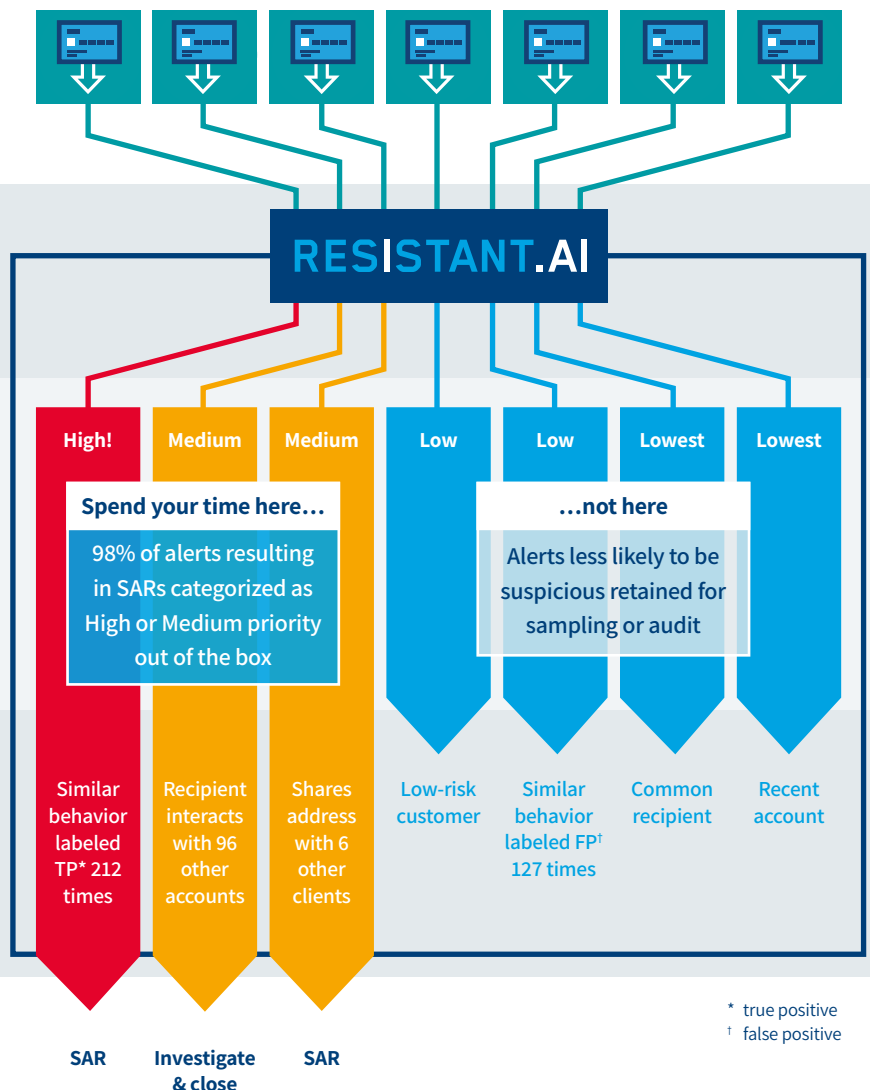 RESISTANT.AI
High!
Medium
Medium
Low
Low
Lowest
Lowest
Spend your time here…
98% of alerts resulting
in SARs categorized as
High or Medium priority
out of the box
…not here
Alerts less likely to be
suspicious retained for
sampling or audit
Similar
behavior
labeled
TP* 212
times
Recipient
interacts
with 96
other
accounts
Shares
address
with 6
other
clients
Low-risk
customer
Similar
behavior
labeled FP†
127 times
Common
recipient
Recent
account
* true positive
† false positive
SAR
Investigate
& close
SAR